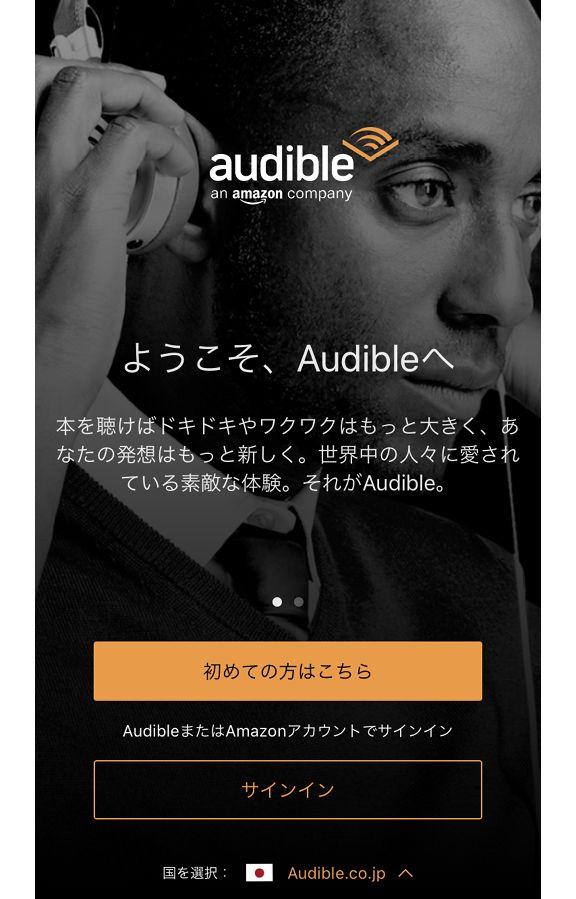 audible
an amazon company
ようこそ、Audibleへ
本を聴けばドキドキやワクワクはもっと大きく、あ
なたの発想はもっと新しく。世界中の人々に愛され
ている素敵な体験。それがAudible。
初めての方はこちら
AudibleまたはAmazonアカウントでサインイン
サインイン
国を選択： Audible.co.jp